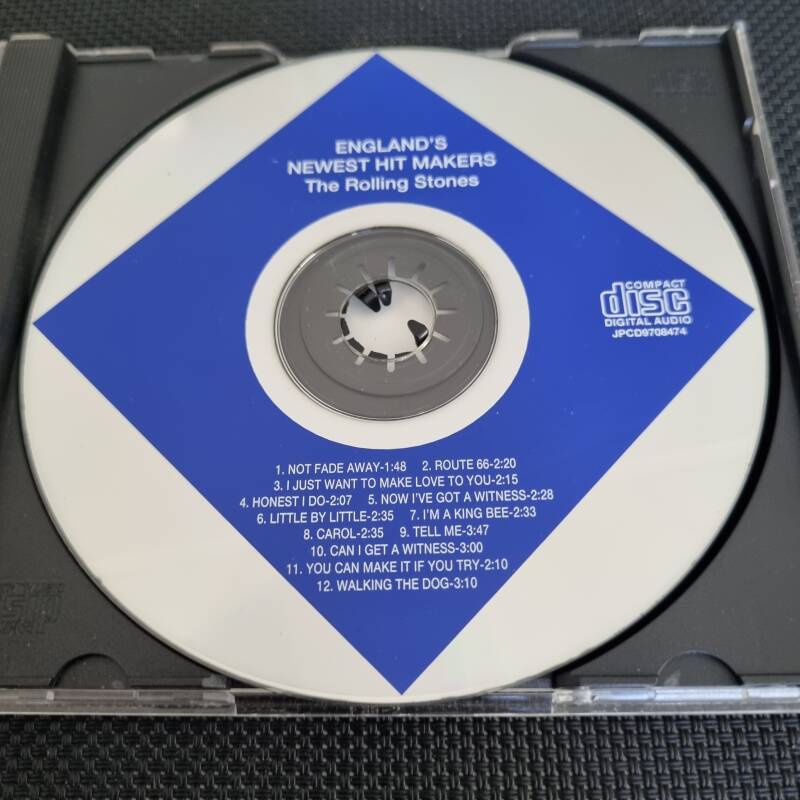 ENGLAND'S
NEWEST HIT MAKERS
The Rolling Stones
COMPACT
disc
DIGITAL AUDIO
JPCD9708474
1. NOT FADE AWAY-1:48 2. ROUTE 66-2:20
3. I JUST WANT TO MAKE LOVE TO YOU-2:15
4. HONEST I DO-2:07 5. NOW I'VE GOT A WITNESS-2:28
6. LITTLE BY LITTLE-2:35 7. I'M A KING BEE-2:33
8. CAROL-2:35 9. TELL ME-3:47
10. CAN I GET A WITNESS-3:00
11. YOU CAN MAKE IT IF YOU TRY-2:10
12. WALKING THE DOG-3:10